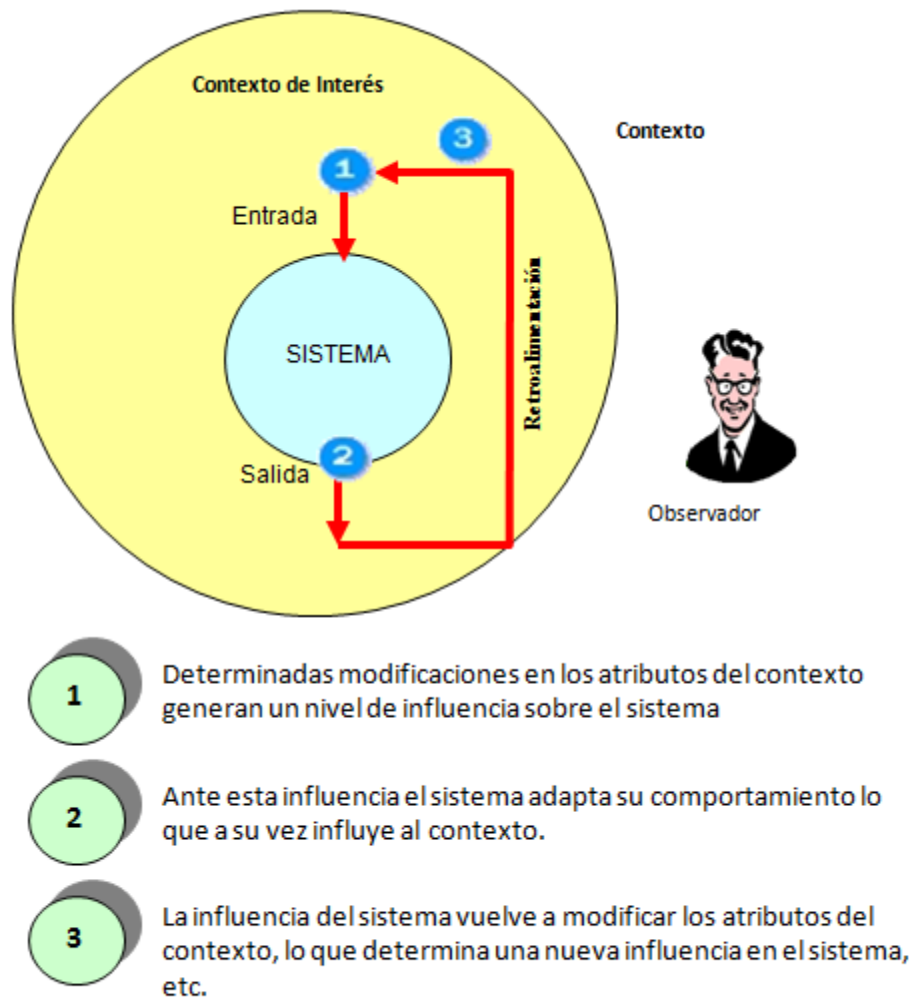 Contexto de Interés
Contexto
3
1
Entrada
Retroalimentación
SISTEMA
2
Salida
Observador
1
Determinadas modificaciones en los atributos del contexto
generan un nivel de influencia sobre el sistema
2
Ante esta influencia el sistema adapta su comportamiento lo
que a su vez influye al contexto.
3
La influencia del sistema vuelve a modificar los atributos del
contexto, lo que determina una nueva influencia en el sistema,
etc.